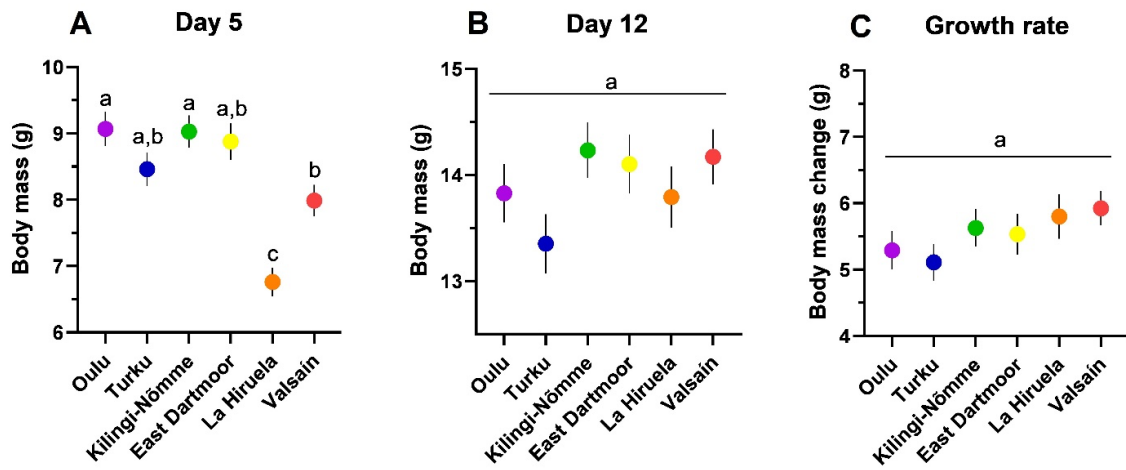 A Day 5
Body mass (g)
10
9
8
7
6
a
a,b
a
a,b
c
b
Oulu
Turku
Kilingi-Nõmme
East Dartmoor
La Hiruela
Valsaín
B Day 12
Body mass (g)
15
14
13
a
Oulu
Turku
Kilingi-Nõmme
East Dartmoor
La Hiruela
Valsaín
C Growth rate
Body mass change (g)
8
7
6
5
4
a
Oulu
Turku
Kilingi-Nõmme
East Dartmoor
La Hiruela
Valsaín